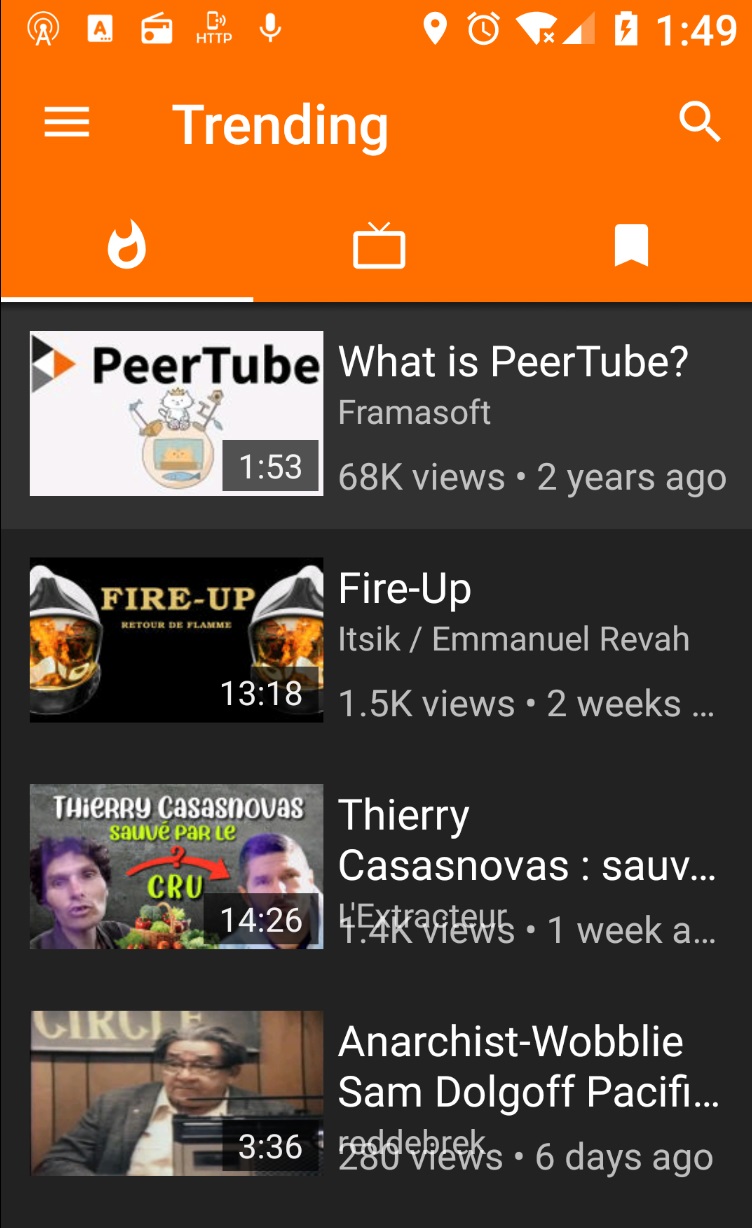 A
HTTP
1:49
Trending
PeerTube
1:53
What is PeerTube?
Framasoft
68K views • 2 years ago
FIRE-UP
RETOUR DE FLAMME
13:18
Fire-Up
Itsik / Emmanuel Revah
1.5K views • 2 weeks ...
THIERRY CASASNOVAS
SAUVÉ PAR LE
?
CRU
14:26
Thierry
Casasnovas : sauv...
L'Extracteur
1.4K views • 1 week a...
CIRCLE
3:36
Anarchist-Wobblie
Sam Dolgoff Pacifi...
reddebrek
280 views • 6 days ago